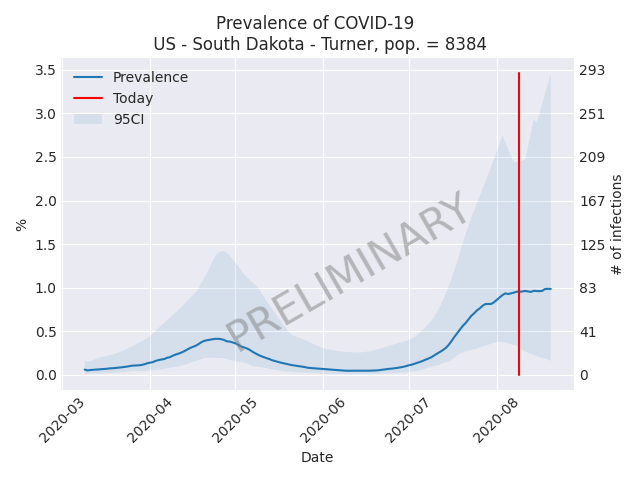 Prevalence of COVID-19
US - South Dakota - Turner, pop. = 8384
Prevalence
Today
95CI
PRELIMINARY
%
3.5
3.0
2.5
2.0
1.5
1.0
0.5
0.0
293
251
209
167
125
83
41
0
# of infections
2020-03
2020-04
2020-05
2020-06
2020-07
2020-08
Date